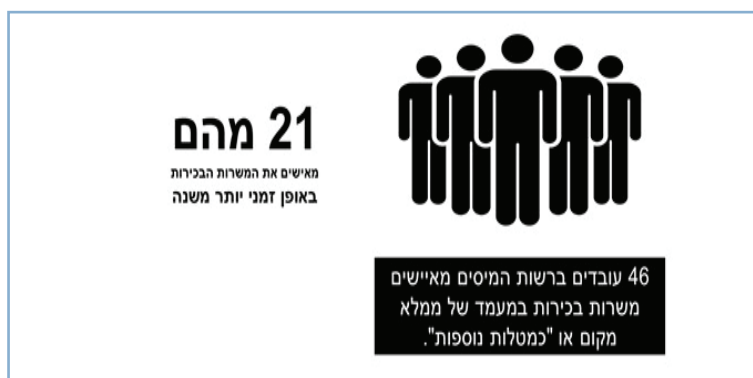 46 עובדים ברשות המיסים מאיישים
משרות בכירות במעמד של ממלא
מקום או "כמטלות נוספות".
21 מהם
מאישים את המשרות הבכירות
באופן זמני יותר משנה